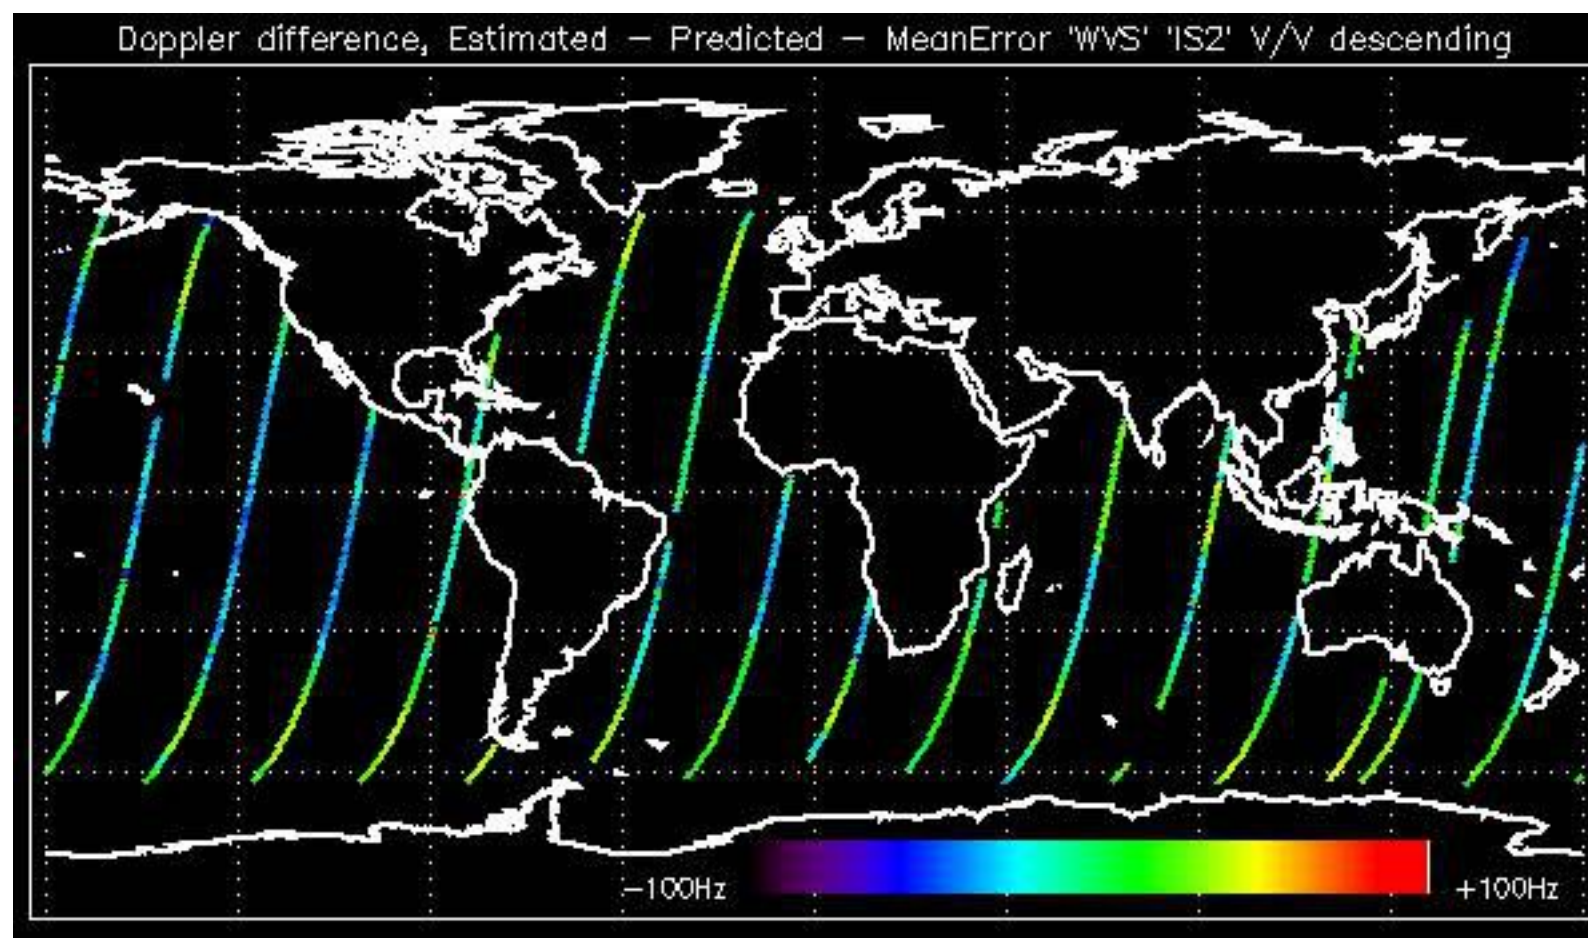 Doppler difference, Estimated − Predicted − MeanError 'WVS' 'IS2' V/V descending
−100Hz +100Hz